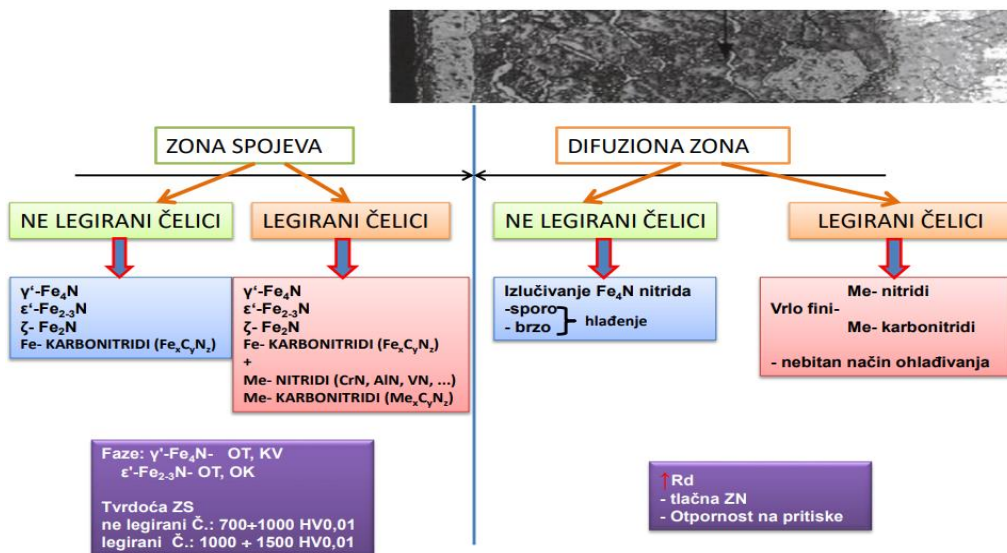 ZONA SPOJEVA
NE LEGIRANI ČELICI
LEGIRANI ČELICI
γ‘-Fe₄N
ε‘-Fe₂₋₃N
ζ- Fe₂N
Fe- KARBONITRIDI (FeₓCᵧN_z)
γ‘-Fe₄N
ε‘-Fe₂₋₃N
ζ- Fe₂N
Fe- KARBONITRIDI (FeₓCᵧN_z)
+
Me- NITRIDI (CrN, AlN, VN, ...)
Me- KARBONITRIDI (MeₓCᵧN_z)
Faze: γ'-Fe₄N- OT, KV
ε'-Fe₂₋₃N- OT, OK
Tvrdoća ZS
ne legirani Č.: 700÷1000 HV0,01
legirani Č.: 1000 ÷ 1500 HV0,01
DIFUZIONA ZONA
NE LEGIRANI ČELICI
LEGIRANI ČELICI
Izlučivanje Fe₄N nitrida
-sporo
- brzo
hlađenje
Me- nitridi
Vrlo fini-
Me- karbonitridi
- nebitan način ohlađivanja
↑Rd
- tlačna ZN
- Otpornost na pritiske